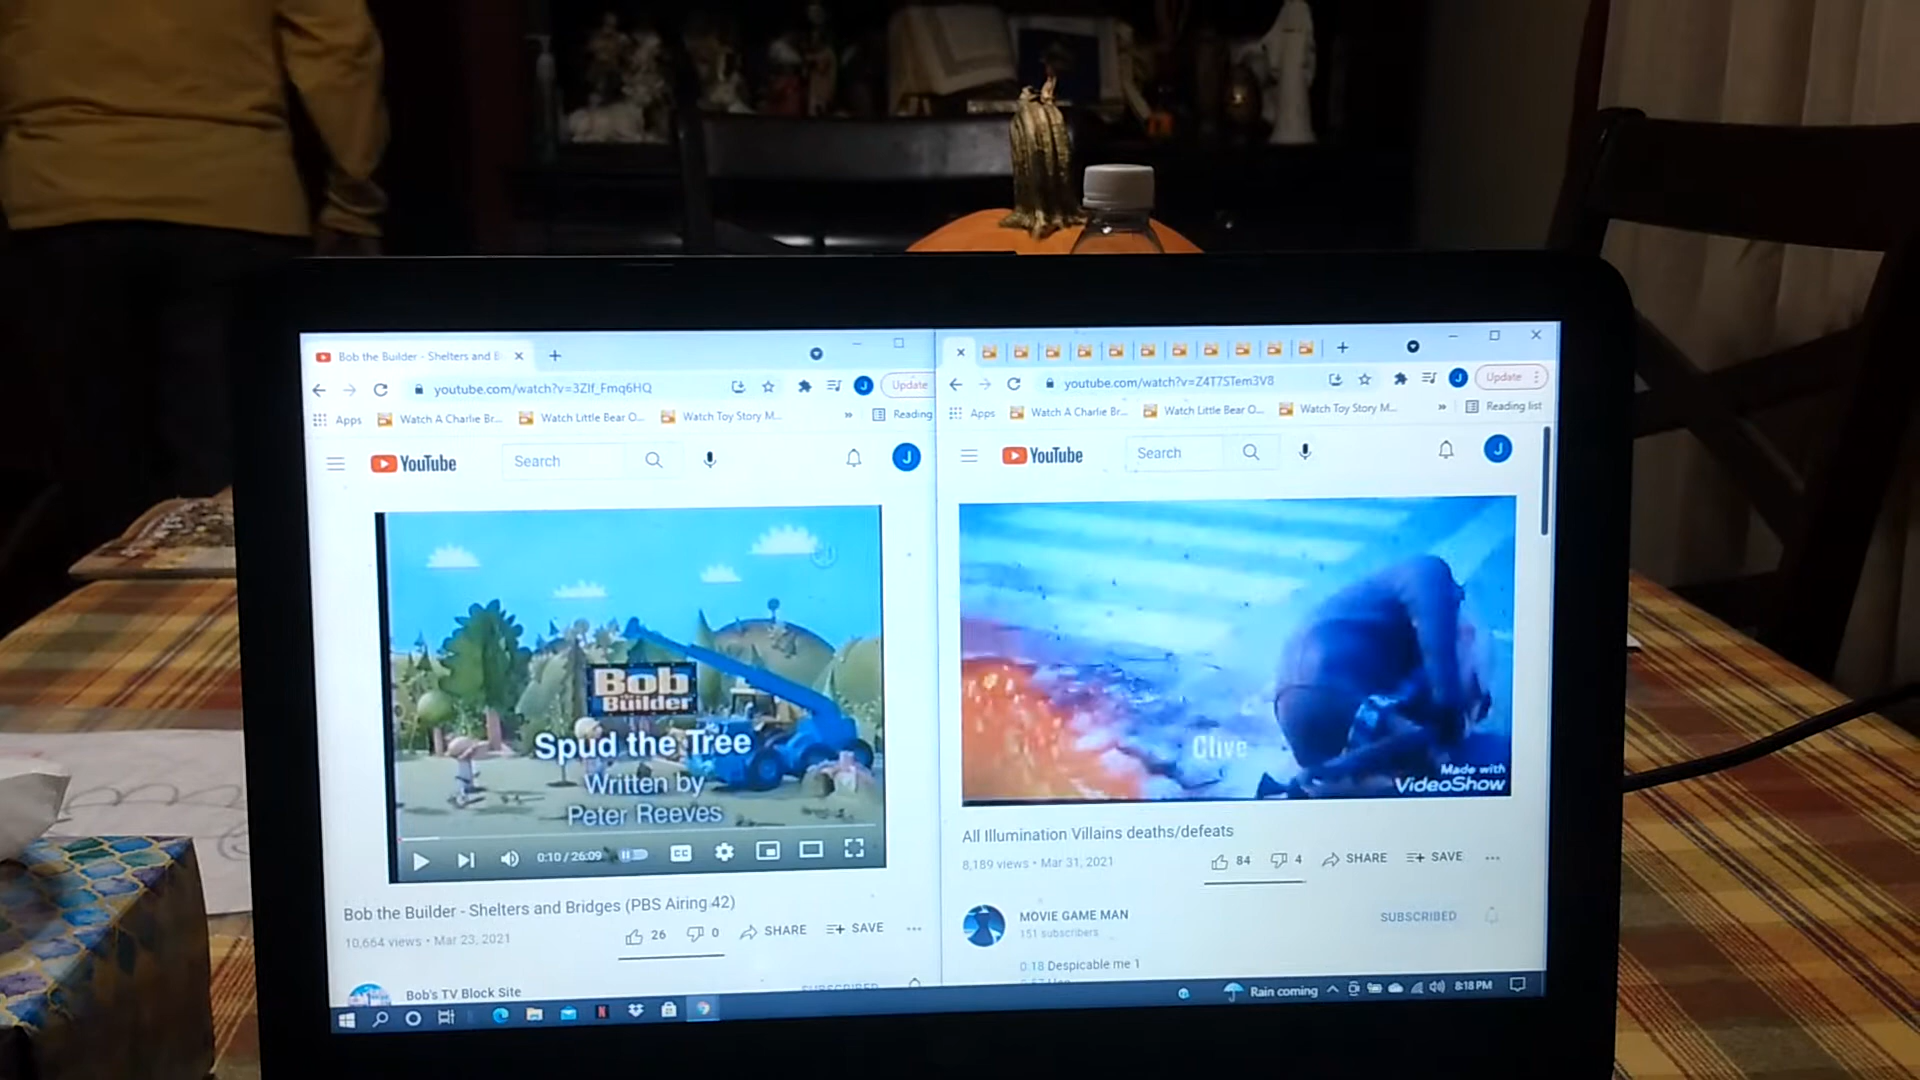 Bob the Builder - Shelters and B
youtube.com/watch?v=3ZIf_Fmq6HQ
Update
Apps
Watch A Charlie Br...
Watch Little Bear O...
Watch Toy Story M...
»
Reading
YouTube
Search
J
Bob
the
Builder
Spud the Tree
Written by
Peter Reeves
0:10 / 26:09
CC
Bob the Builder - Shelters and Bridges (PBS Airing 42)
10,664 views • Mar 23, 2021
26
0
SHARE
SAVE
Bob's TV Block Site
SUBSCRIBED
youtube.com/watch?v=Z4T7STem3V8
J
Update
Apps
Watch A Charlie Br...
Watch Little Bear O...
Watch Toy Story M...
»
Reading list
YouTube
Search
J
Clive
Made with
VideoShow
All Illumination Villains deaths/defeats
8,189 views • Mar 31, 2021
84
4
SHARE
SAVE
MOVIE GAME MAN
151 subscribers
SUBSCRIBED
0:18 Despicable me 1
Rain coming
8:18 PM